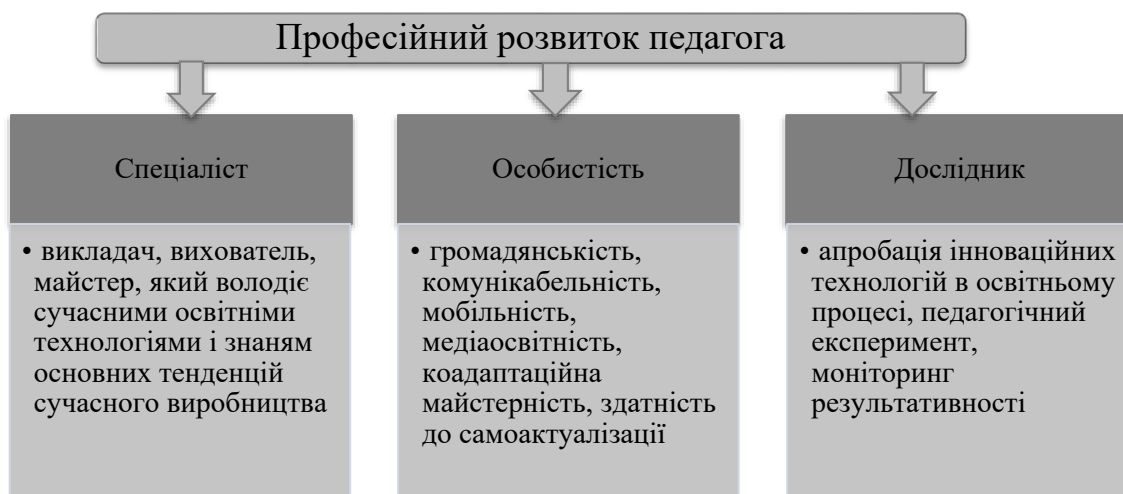 Професійний розвиток педагога
Спеціаліст
• викладач, вихователь,
майстер, який володіє
сучасними освітніми
технологіями і знаням
основних тенденцій
сучасного виробництва
Особистість
• громадянськість,
комунікабельність,
мобільність,
медіаосвітність,
коадаптаційна
майстерність, здатність
до самоактуалізації
Дослідник
• апробація інноваційних
технологій в освітньому
процесі, педагогічний
експеримент,
моніторинг
результативності